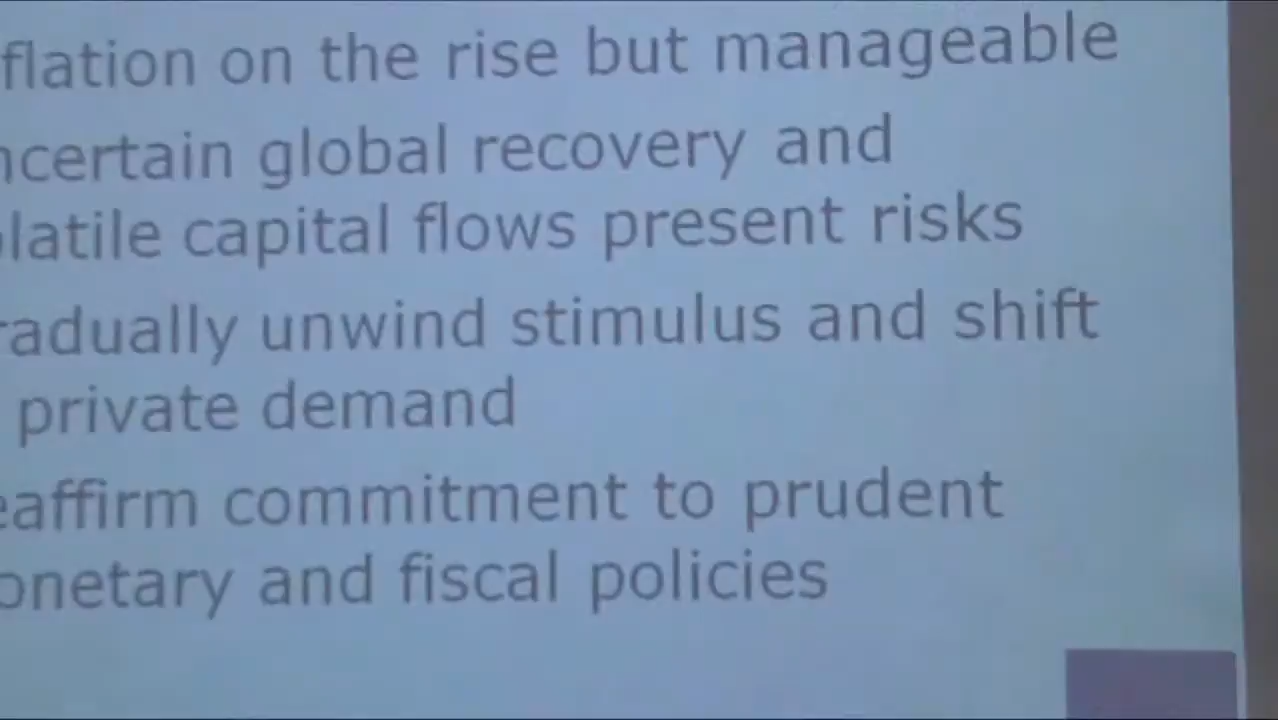 flation on the rise but manageable
ncertain global recovery and
olatile capital flows present risks
radually unwind stimulus and shift
private demand
eaffirm commitment to prudent
onetary and fiscal policies